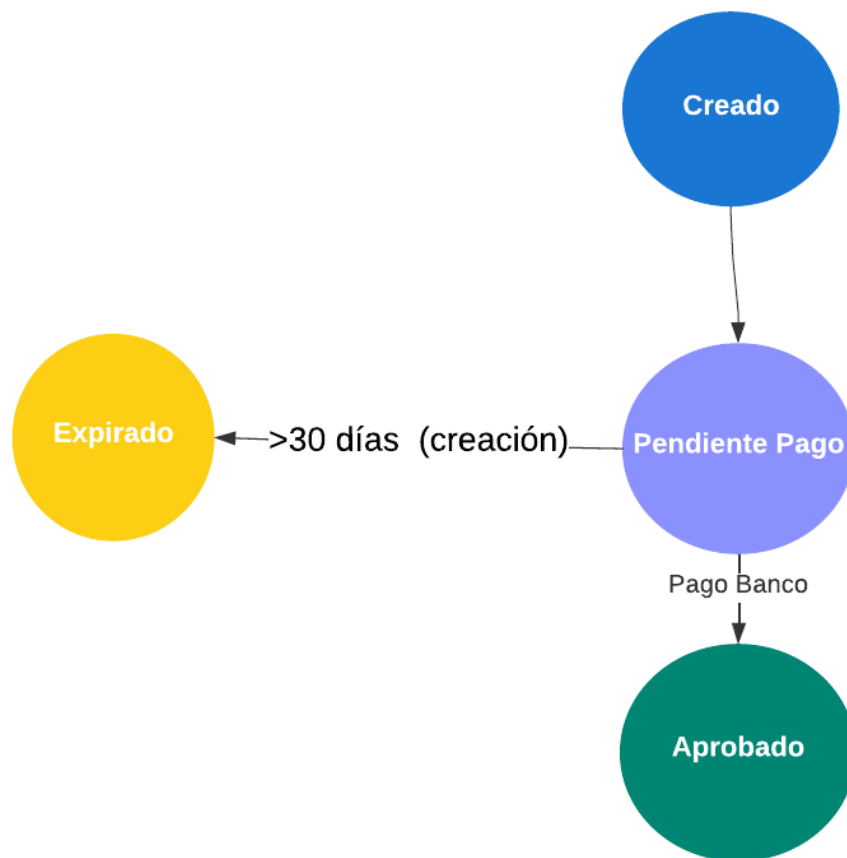 Creado
Expirado
>30 días  (creación)
Pendiente Pago
Pago Banco
Aprobado